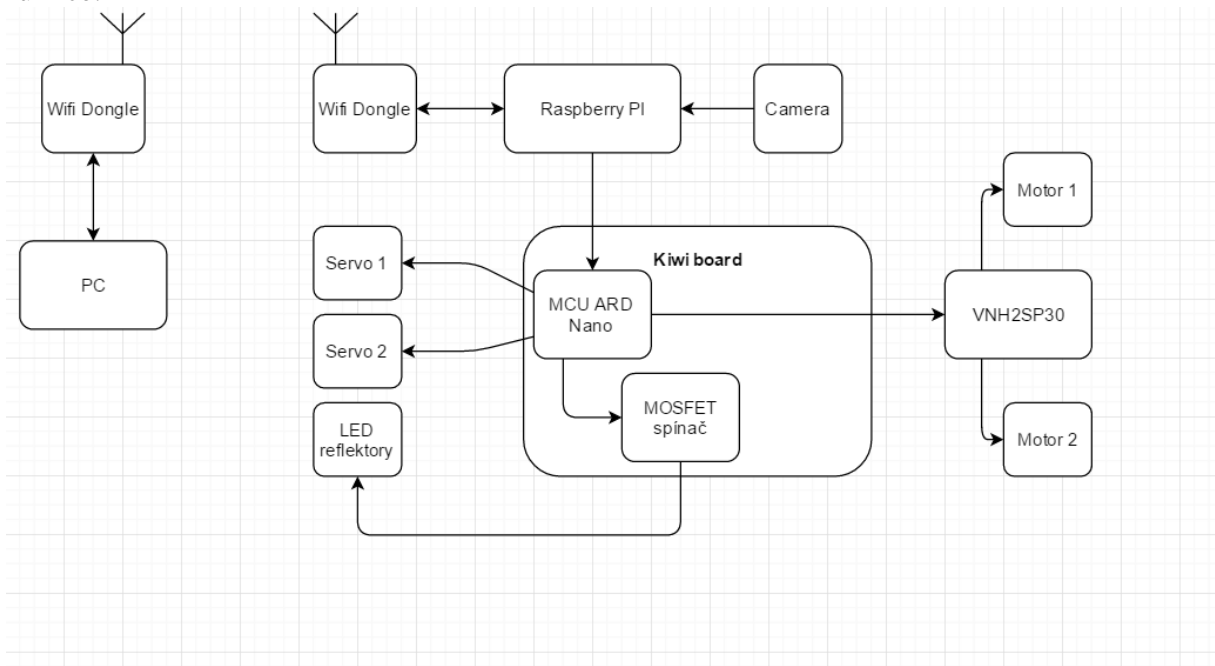 Wifi Dongle
Wifi Dongle
Raspberry PI
Camera
Motor 1
Servo 1
Kiwi board
PC
MCU ARD
Nano
VNH2SP30
Servo 2
MOSFET
spínač
LED
reflektory
Motor 2